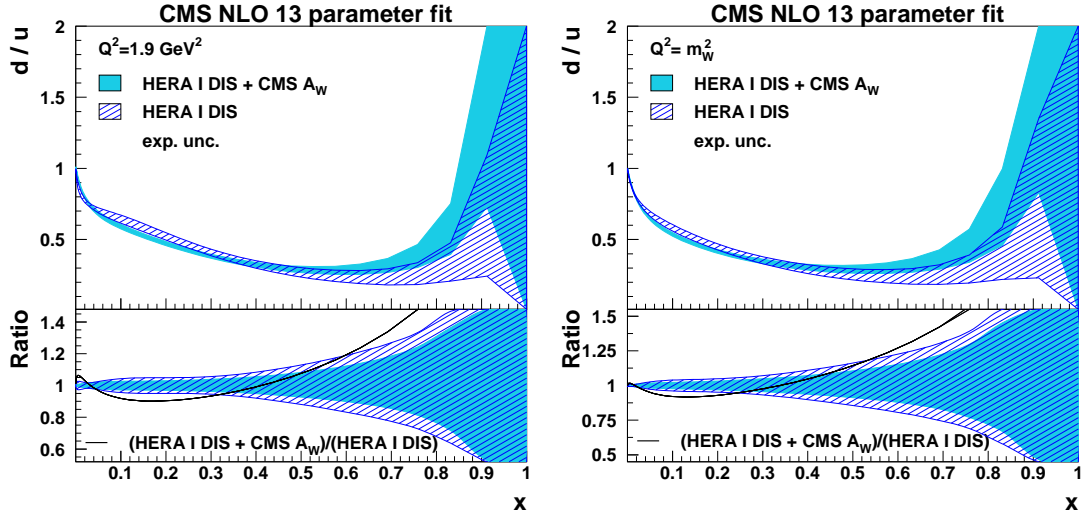 CMS NLO 13 parameter fit
d / u
2
1.5
1
0.5
Q²=1.9 GeV²
HERA I DIS + CMS A_W
HERA I DIS
exp. unc.
Ratio
1.4
1.2
1
0.8
0.6
(HERA I DIS + CMS A_W)/(HERA I DIS)
0.1 0.2 0.3 0.4 0.5 0.6 0.7 0.8 0.9 1
x
CMS NLO 13 parameter fit
d / u
2
1.5
1
0.5
Q²= m²_W
HERA I DIS + CMS A_W
HERA I DIS
exp. unc.
Ratio
1.5
1.25
1
0.75
0.5
(HERA I DIS + CMS A_W)/(HERA I DIS)
0.1 0.2 0.3 0.4 0.5 0.6 0.7 0.8 0.9 1
x